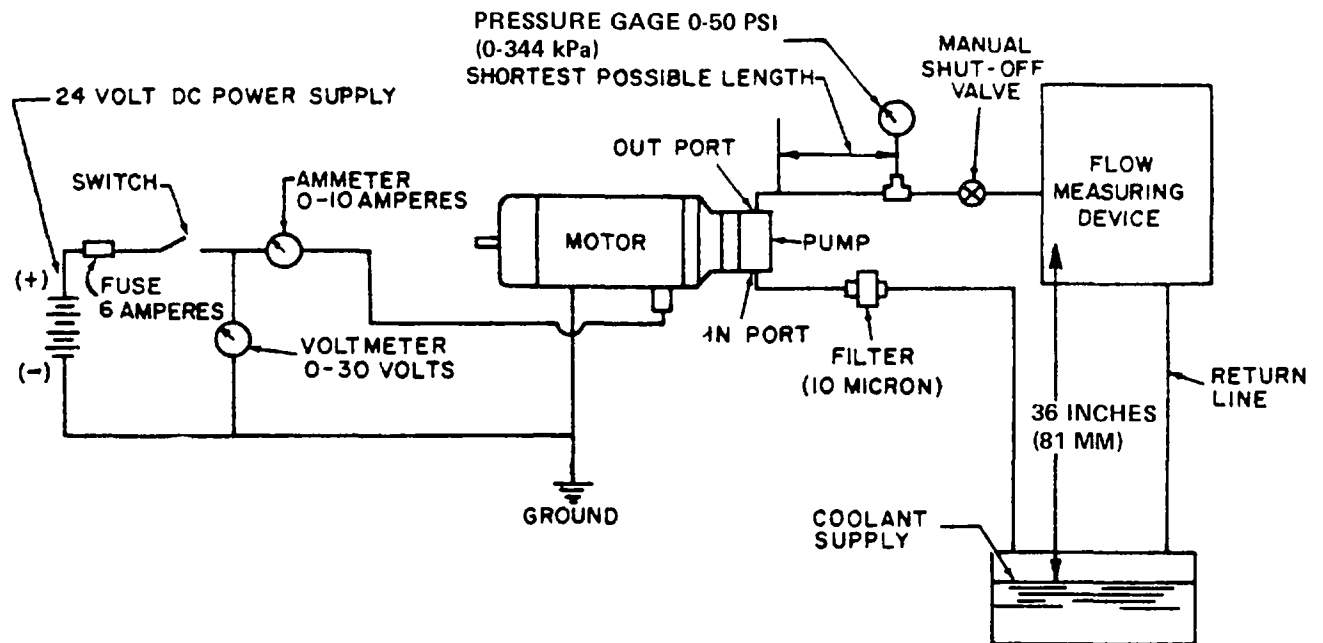 PRESSURE GAGE 0-50 PSI
(0-344 kPa)
SHORTEST POSSIBLE LENGTH
MANUAL
SHUT-OFF
VALVE
24 VOLT DC POWER SUPPLY
OUT PORT
FLOW
MEASURING
DEVICE
SWITCH
AMMETER
0-10 AMPERES
MOTOR
PUMP
(+)
FUSE
6 AMPERES
IN PORT
VOLTMETER
0-30 VOLTS
FILTER
(10 MICRON)
(-)
RETURN
LINE
36 INCHES
(81 MM)
GROUND
COOLANT
SUPPLY